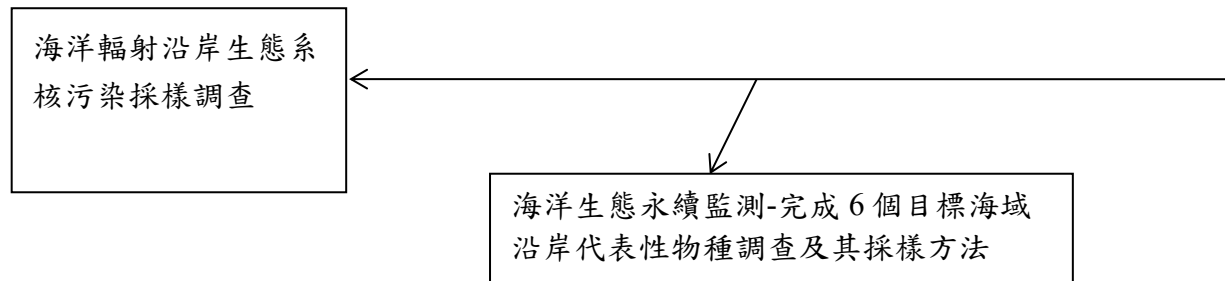 海洋輻射沿岸生態系
核污染採樣調查
海洋生態永續監測-完成 6 個目標海域
沿岸代表性物種調查及其採樣方法